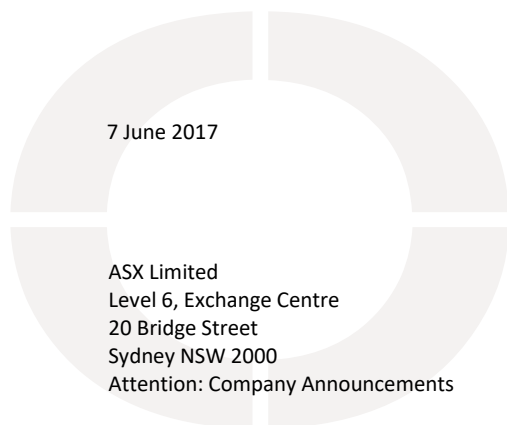 7 June 2017
ASX Limited
Level 6, Exchange Centre
20 Bridge Street
Sydney NSW 2000
Attention: Company Announcements